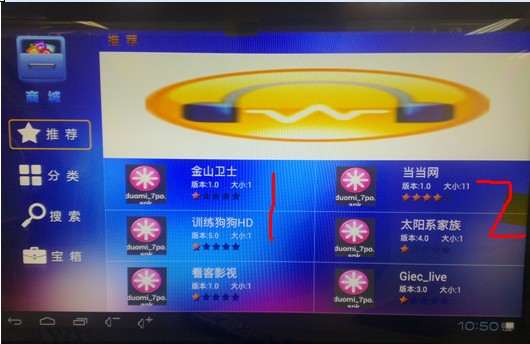 推荐
商城
推荐
分类
搜索
宝箱
金山卫士
版本:1.0 大小:1
duomi_7po.apk
当当网
版本:1.0 大小:11
duomi_7po.apk
训练狗狗HD
版本:5.0 大小:1
duomi_7po.apk
太阳系家族
版本:4.0 大小:1
duomi_7po.apk
看客影视
版本:1.0 大小:1
duomi_7po.apk
Giec_live
版本:3.0 大小:1
duomi_7po.apk
1
2
10:50